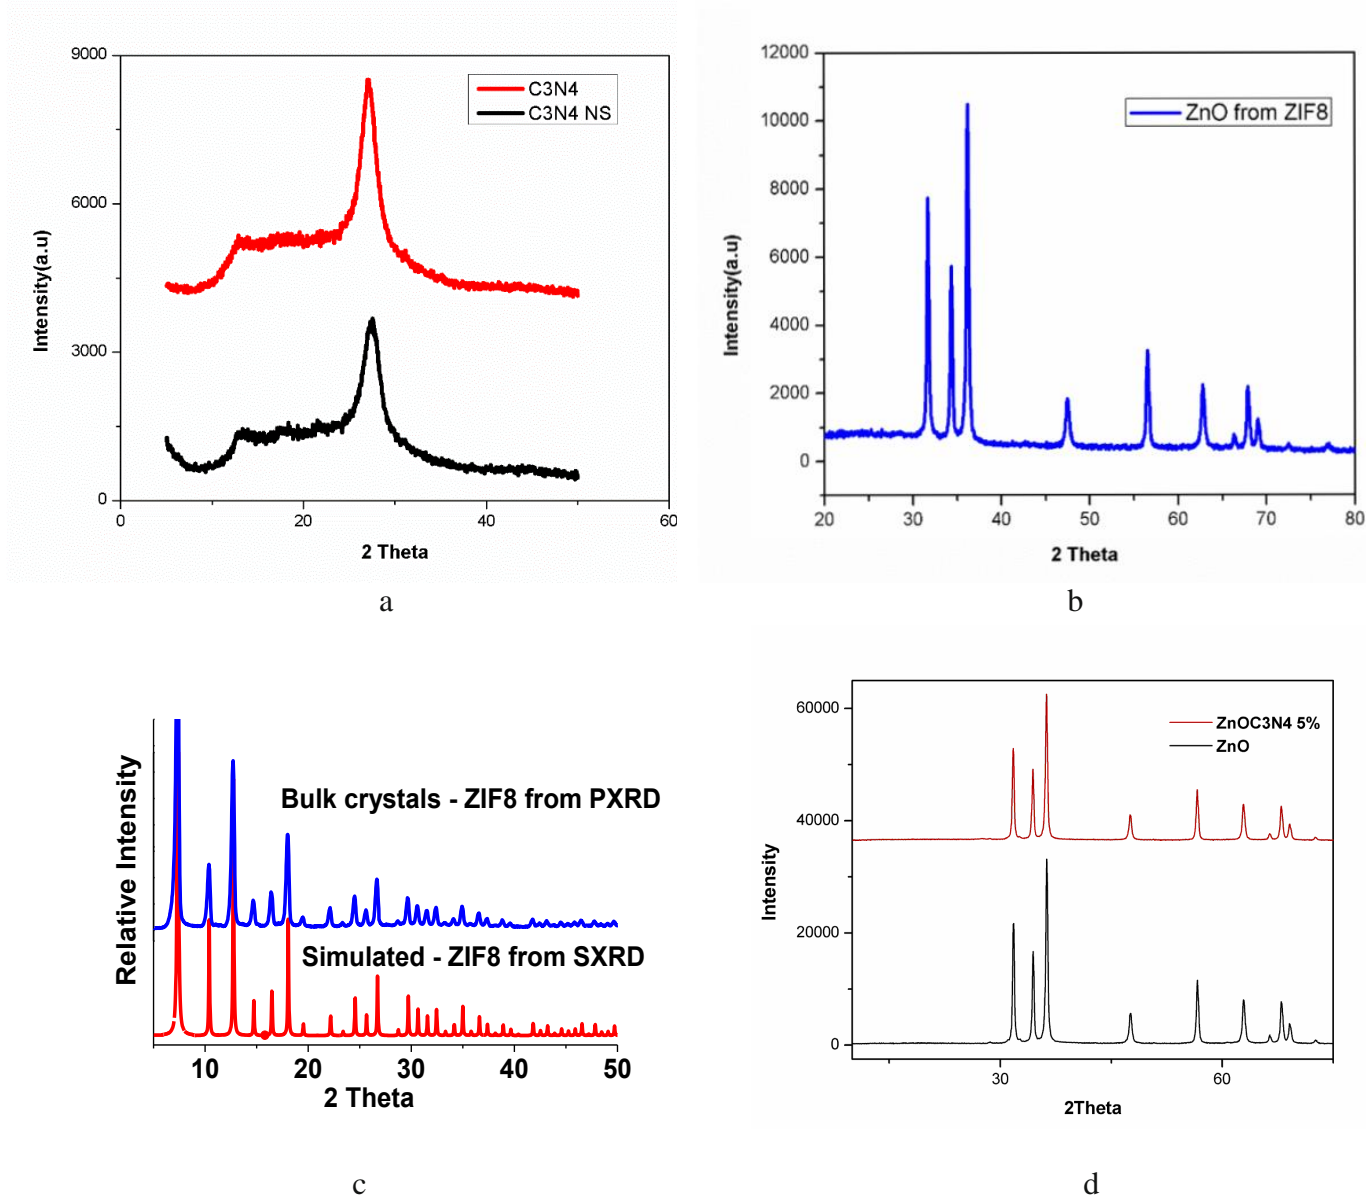 9000
6000
3000
0
0
20
40
60
Intensity(a.u)
2 Theta
C3N4
C3N4 NS
a
12000
10000
8000
6000
4000
2000
0
20
30
40
50
60
70
80
Intensity(a.u)
2 Theta
ZnO from ZIF8
b
Relative Intensity
Bulk crystals - ZIF8 from PXRD
Simulated - ZIF8 from SXRD
10
20
30
40
50
2 Theta
c
60000
40000
20000
0
30
60
Intensity
2Theta
ZnOC3N4 5%
ZnO
d